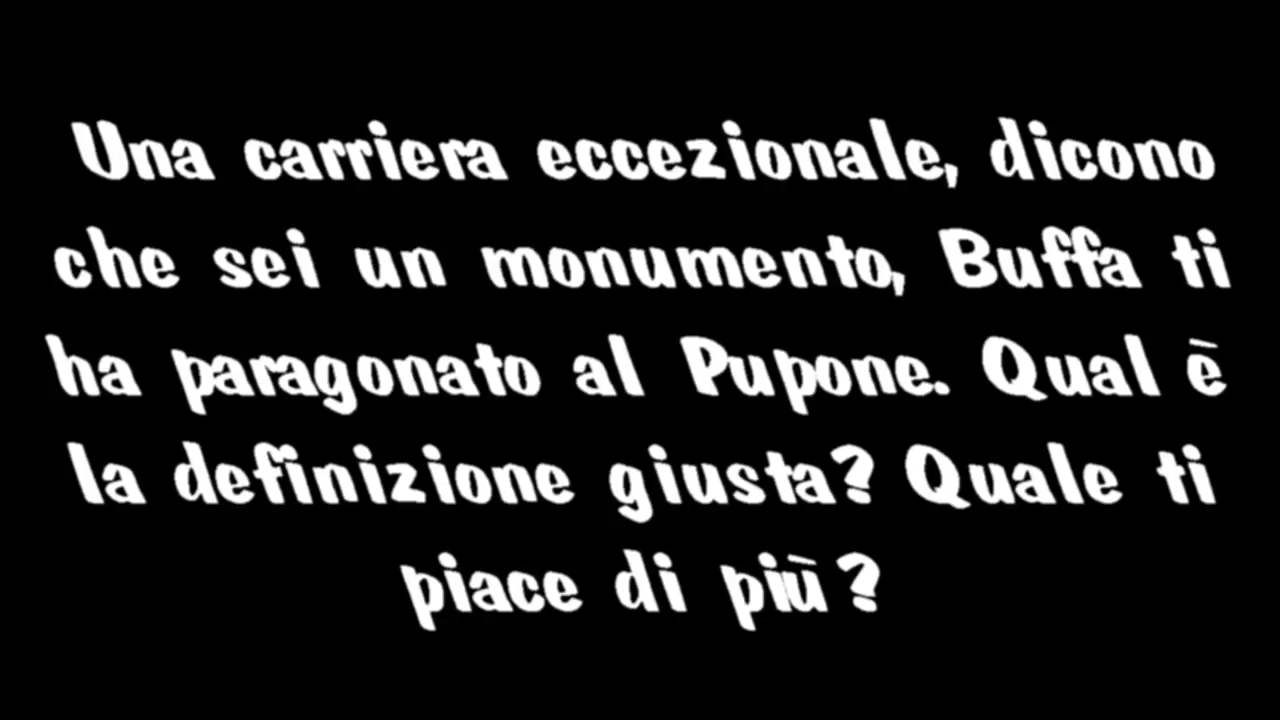 Una carriera eccezionale, dicono
che sei un monumento, Buffa ti
ha paragonato al Pupone. Qual è
la definizione giusta? Quale ti
piace di più?